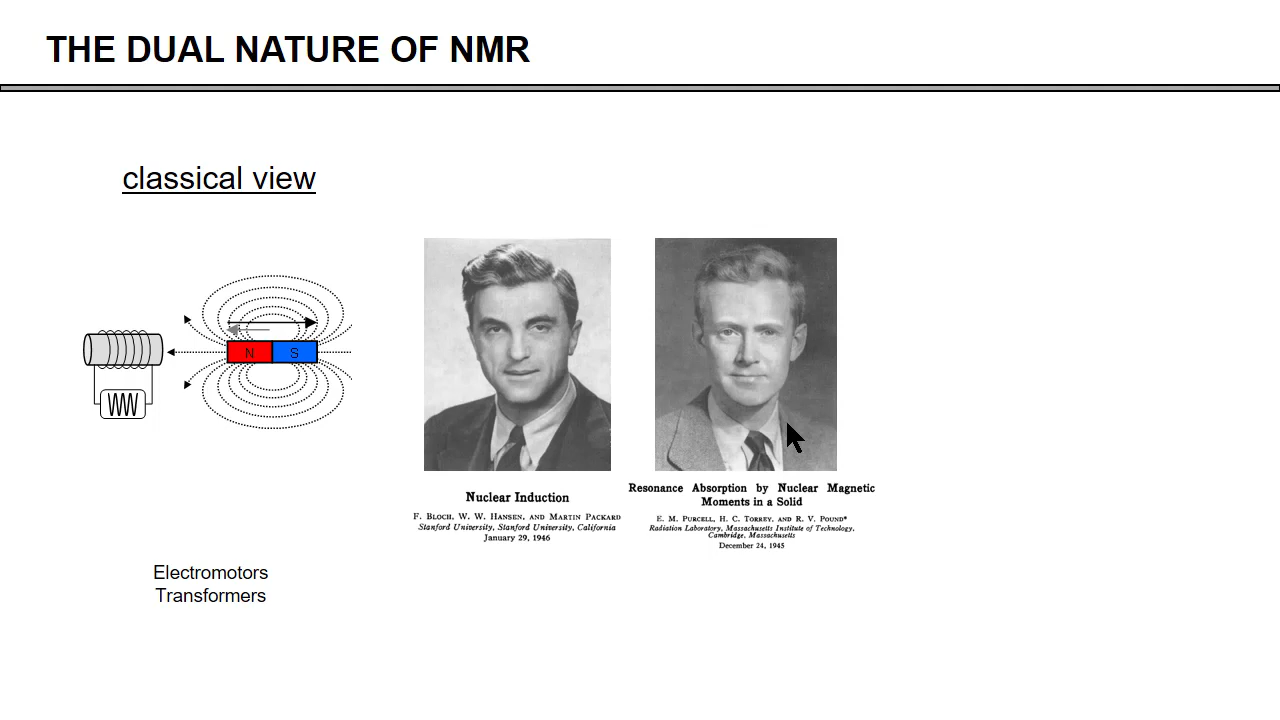 THE DUAL NATURE OF NMR
classical view
N S
Nuclear Induction
F. BLOCH, W. W. HANSEN, AND MARTIN PACKARD
Stanford University, Stanford University, California
January 29, 1946
Resonance Absorption by Nuclear Magnetic
Moments in a Solid
E. M. PURCELL, H. C. TORREY, AND R. V. POUND*
Radiation Laboratory, Massachusetts Institute of Technology,
Cambridge, Massachusetts
December 24, 1945
Electromotors
Transformers